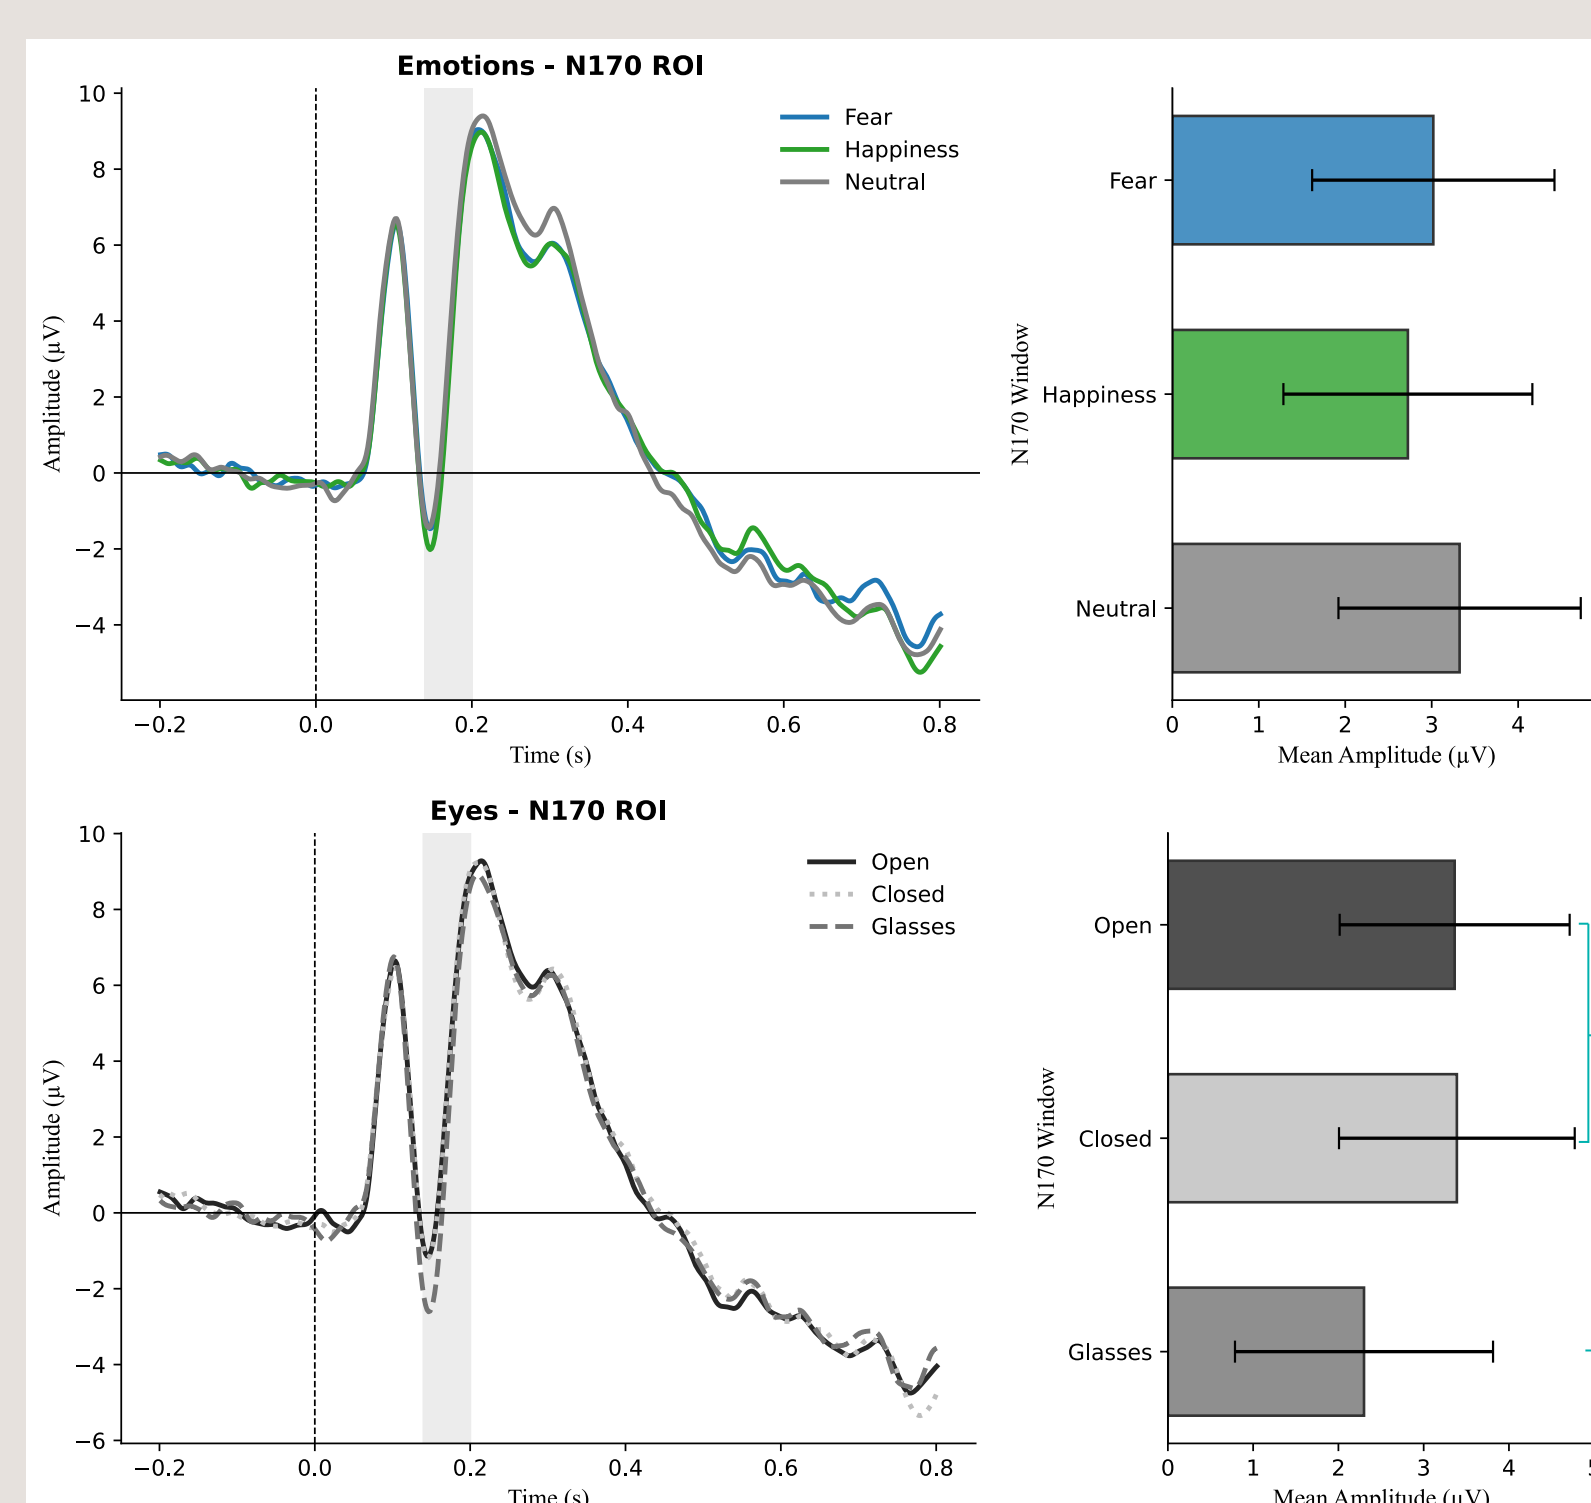 Emotions - N170 ROI
10
8
6
4
2
0
−2
−4
Amplitude (μV)
Fear
Happiness
Neutral
−0.2 0.0 0.2 0.4 0.6 0.8
Time (s)
N170 Window
Fear
Happiness
Neutral
0 1 2 3 4
Mean Amplitude (μV)
Eyes - N170 ROI
10
8
6
4
2
0
−2
−4
−6
Amplitude (μV)
Open
Closed
Glasses
−0.2 0.0 0.2 0.4 0.6 0.8
Time (s)
N170 Window
Open
Closed
Glasses
0 1 2 3 4
Mean Amplitude (μV)